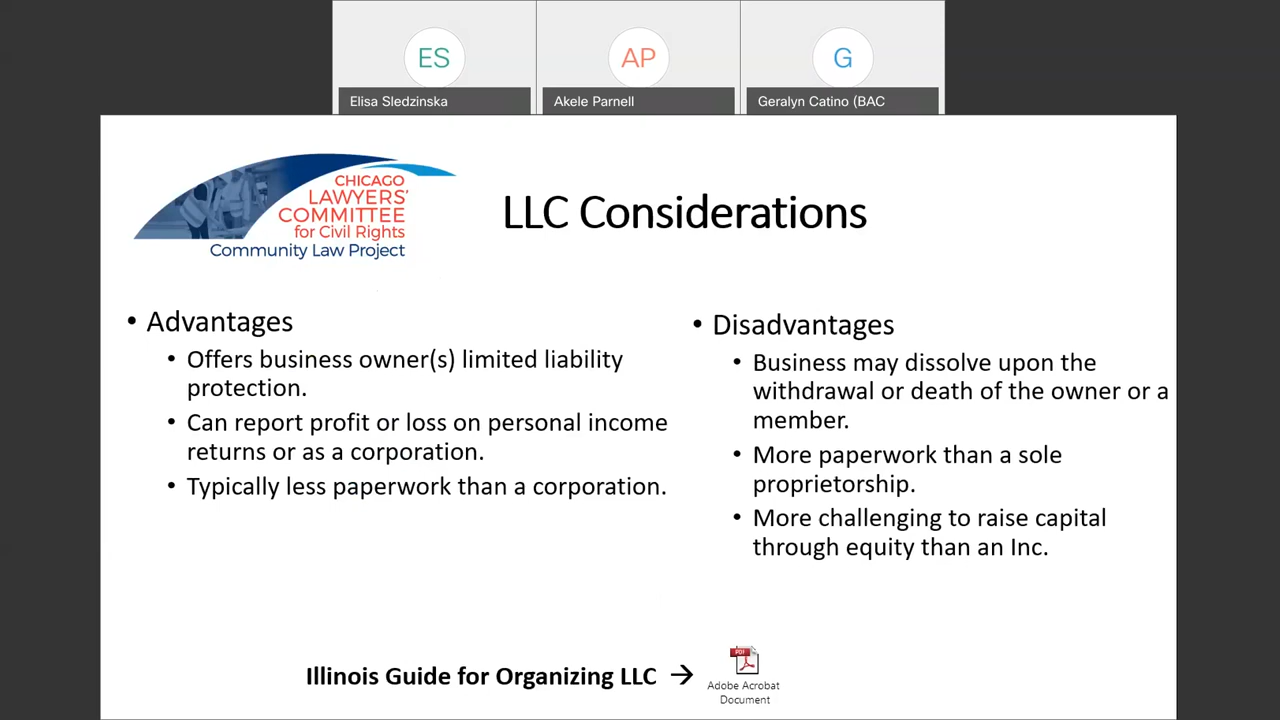 ES
AP
G
Elisa Sledzinska
Akele Parnell
Geralyn Catino (BAC
CHICAGO
LAWYERS'
COMMITTEE
for Civil Rights
Community Law Project
LLC Considerations
• Advantages
• Offers business owner(s) limited liability
protection.
• Can report profit or loss on personal income
returns or as a corporation.
• Typically less paperwork than a corporation.
• Disadvantages
• Business may dissolve upon the
withdrawal or death of the owner or a
member.
• More paperwork than a sole
proprietorship.
• More challenging to raise capital
through equity than an Inc.
Illinois Guide for Organizing LLC →
PDF
Adobe Acrobat
Document